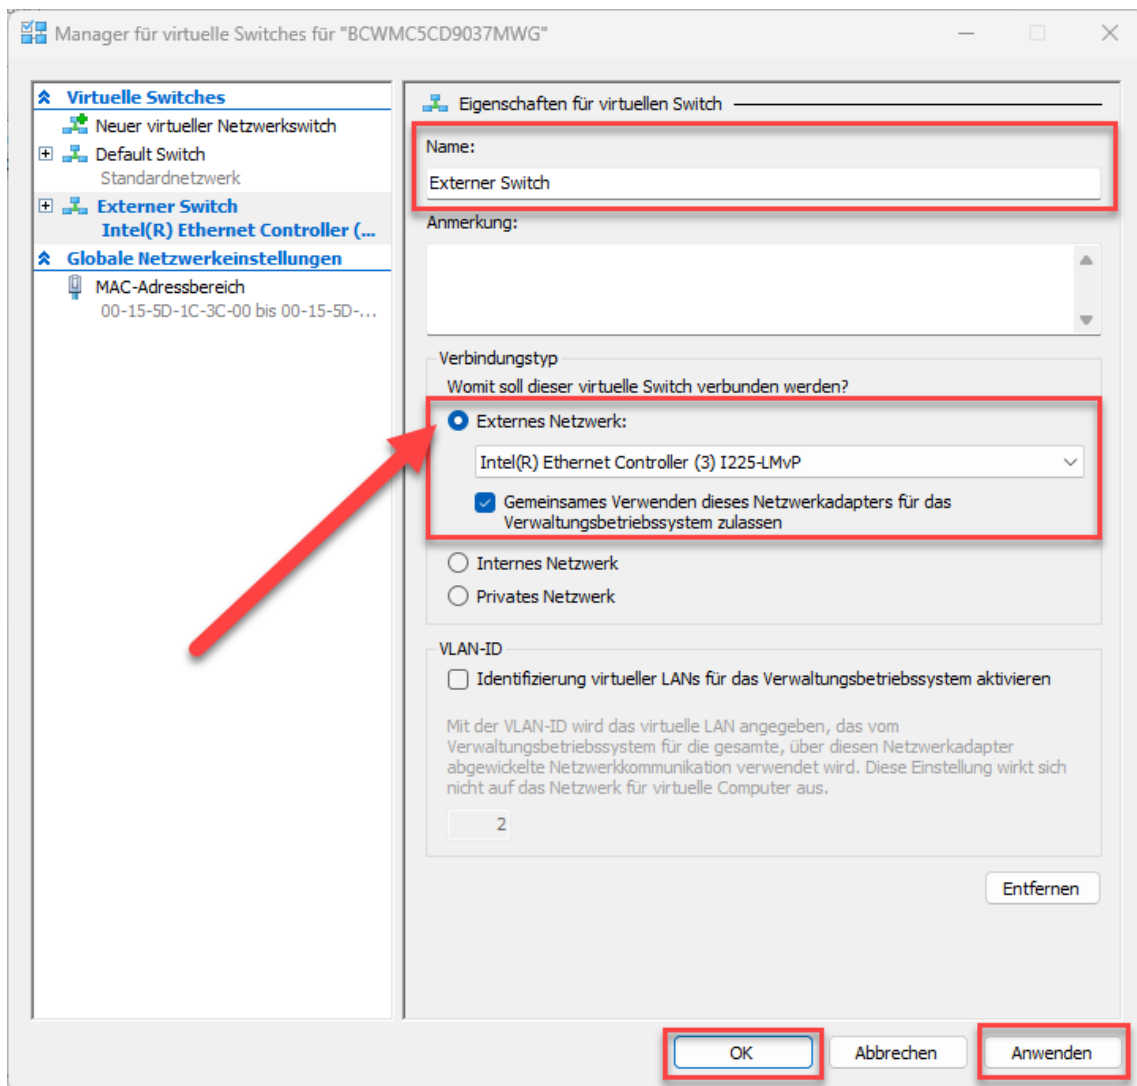 Manager für virtuelle Switches für "BCWMC5CD9037MWG"
Virtuelle Switches
Neuer virtueller Netzwerkswitch
Default Switch
Standardnetzwerk
Externer Switch
Intel(R) Ethernet Controller (...
Globale Netzwerkeinstellungen
MAC-Adressbereich
00-15-5D-1C-3C-00 bis 00-15-5D-...
Eigenschaften für virtuellen Switch
Name:
Externer Switch
Anmerkung:
Verbindungstyp
Womit soll dieser virtuelle Switch verbunden werden?
Externes Netzwerk:
Intel(R) Ethernet Controller (3) I225-LMvP
Gemeinsames Verwenden dieses Netzwerkadapters für das
Verwaltungsbetriebssystem zulassen
Internes Netzwerk
Privates Netzwerk
VLAN-ID
Identifizierung virtueller LANs für das Verwaltungsbetriebssystem aktivieren
Mit der VLAN-ID wird das virtuelle LAN angegeben, das vom
Verwaltungsbetriebssystem für die gesamte, über diesen Netzwerkadapter
abgewickelte Netzwerkkommunikation verwendet wird. Diese Einstellung wirkt sich
nicht auf das Netzwerk für virtuelle Computer aus.
2
Entfernen
OK
Abbrechen
Anwenden